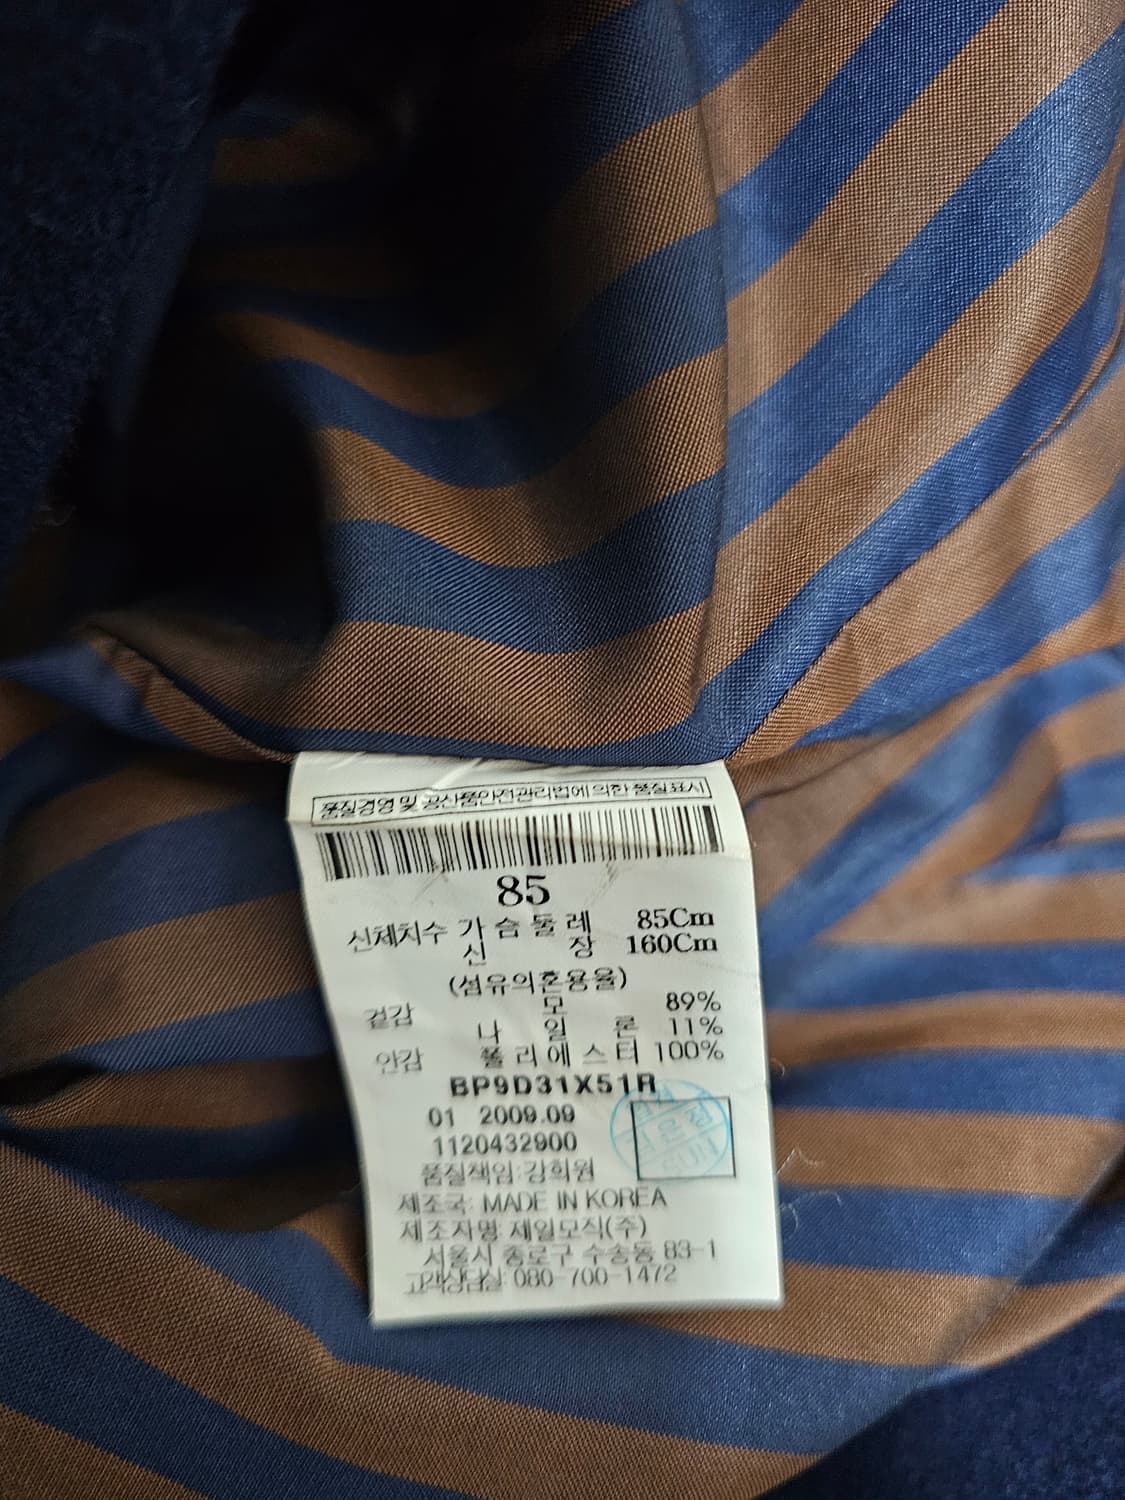 품질경영 및 공산품안전관리법에 의한 품질표시
85
신체치수 가슴둘레 85Cm
신장 160Cm
(섬유의혼용율)
겉감 모 89%
나일론 11%
안감 폴리에스터 100%
BP9D31X51R
01 2009.09
1120432900
품질책임:강희원
제조국: MADE IN KOREA
제조자명: 제일모직(주)
서울시 종로구 수송동 83-1
고객상담실: 080-700-1472